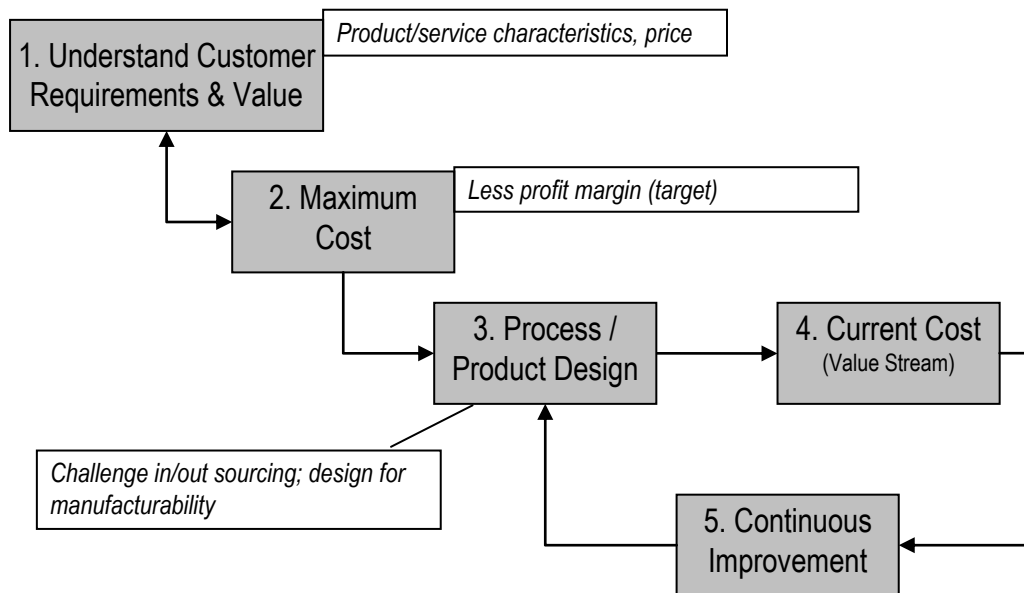 1. Understand Customer
Requirements & Value
Product/service characteristics, price
2. Maximum
Cost
Less profit margin (target)
3. Process /
Product Design
4. Current Cost
(Value Stream)
Challenge in/out sourcing; design for
manufacturability
5. Continuous
Improvement